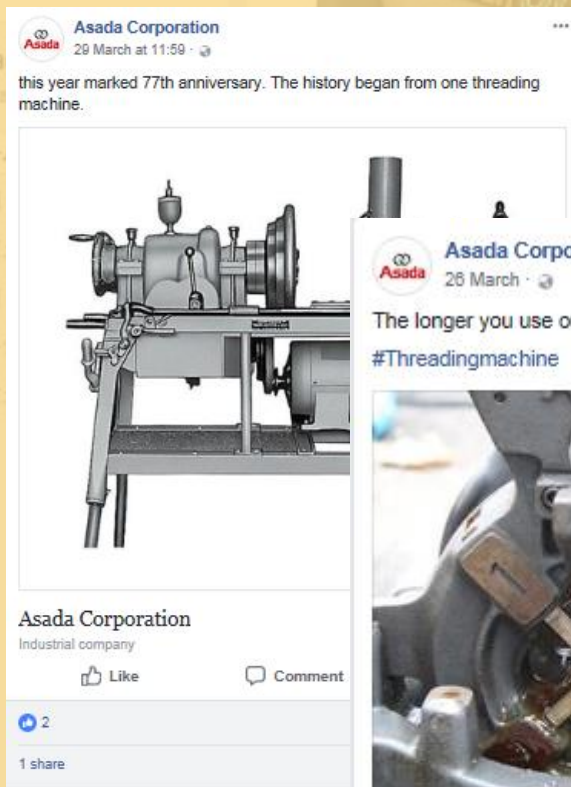 Asada Corporation
Asada
29 March at 11:59 ·
this year marked 77th anniversary. The history began from one threading
machine.
Asada Corporation
Industrial company
Like
Comment
2
1 share
Asada Corpo
Asada
26 March ·
The longer you use o
#Threadingmachine
1